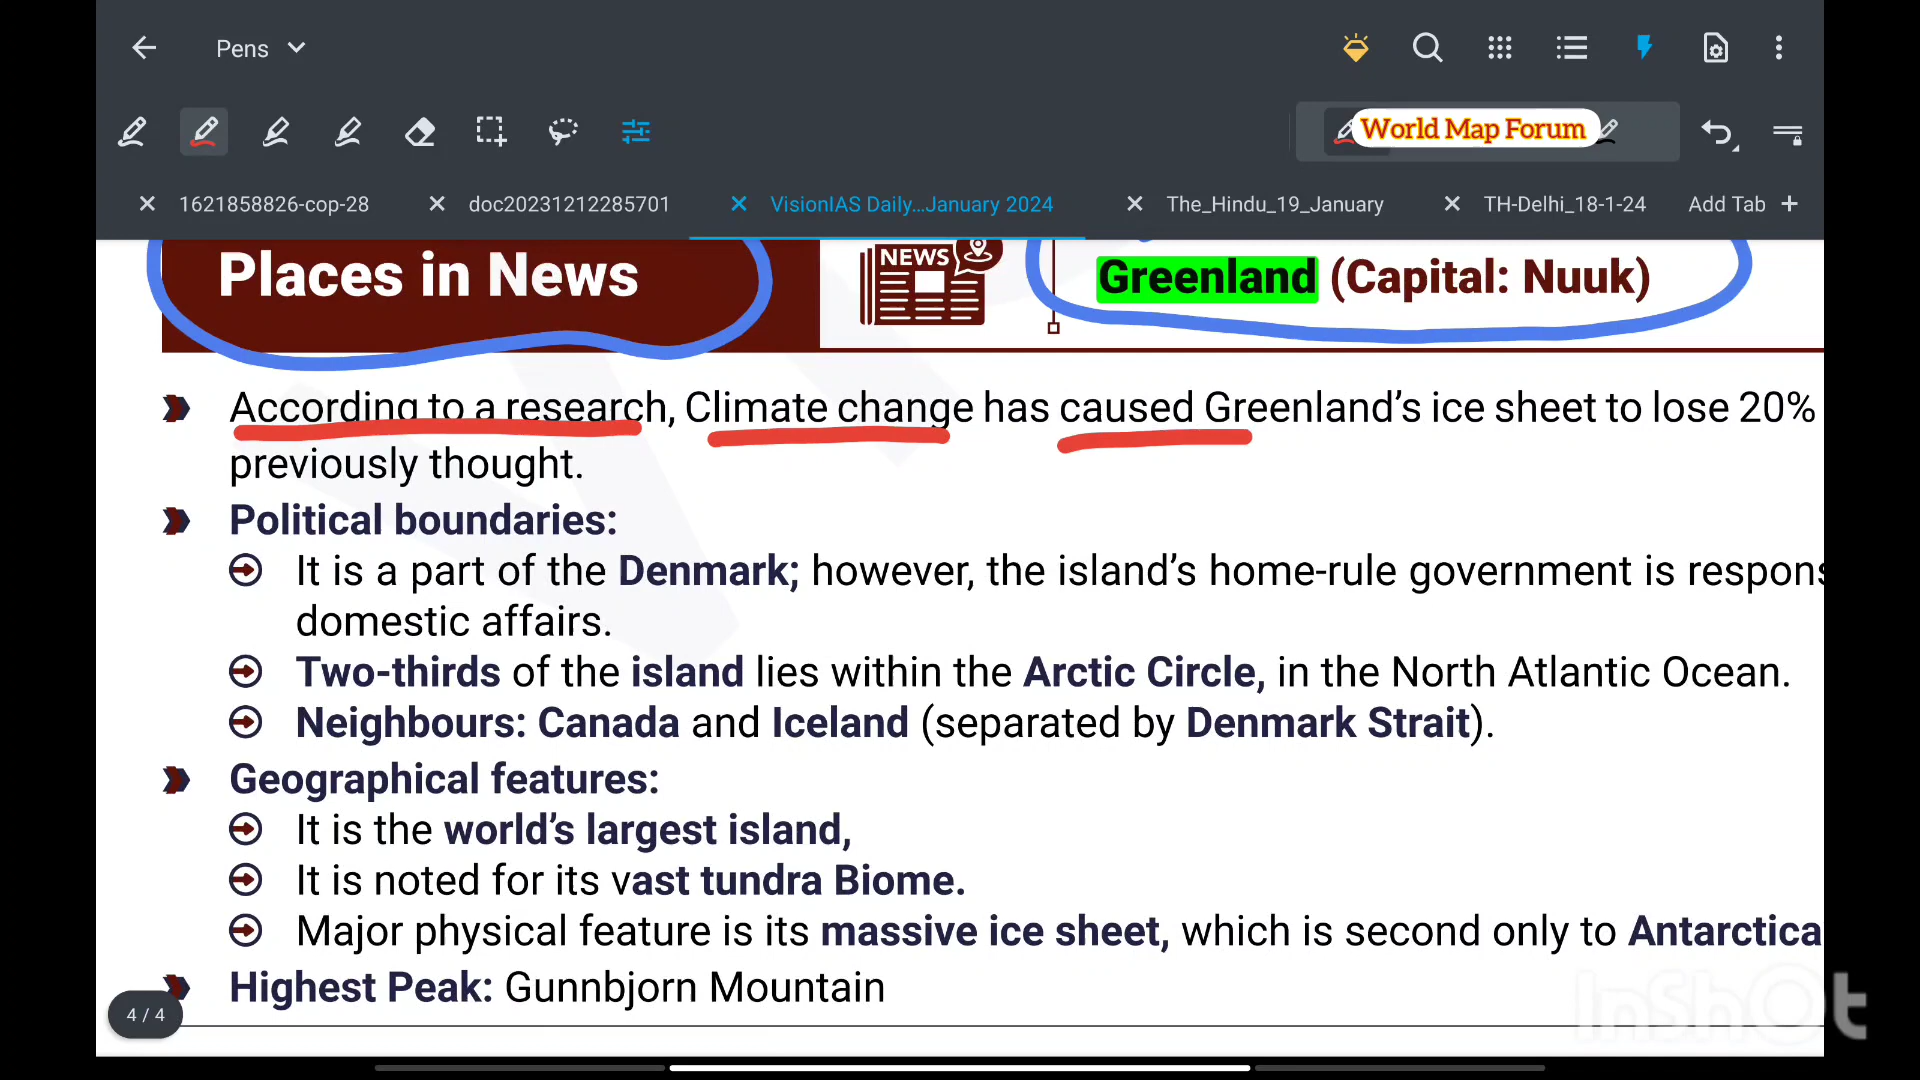 Pens
World Map Forum
1621858826-cop-28
doc20231212285701
VisionIAS Daily...January 2024
The_Hindu_19_January
TH-Delhi_18-1-24
Add Tab +
Places in News
NEWS
Greenland (Capital: Nuuk)
According to a research, Climate change has caused Greenland's ice sheet to lose 20%
previously thought.
Political boundaries:
It is a part of the Denmark; however, the island's home-rule government is respons
domestic affairs.
Two-thirds of the island lies within the Arctic Circle, in the North Atlantic Ocean.
Neighbours: Canada and Iceland (separated by Denmark Strait).
Geographical features:
It is the world's largest island,
It is noted for its vast tundra Biome.
Major physical feature is its massive ice sheet, which is second only to Antarctica
Highest Peak: Gunnbjorn Mountain
4 / 4
InShOt